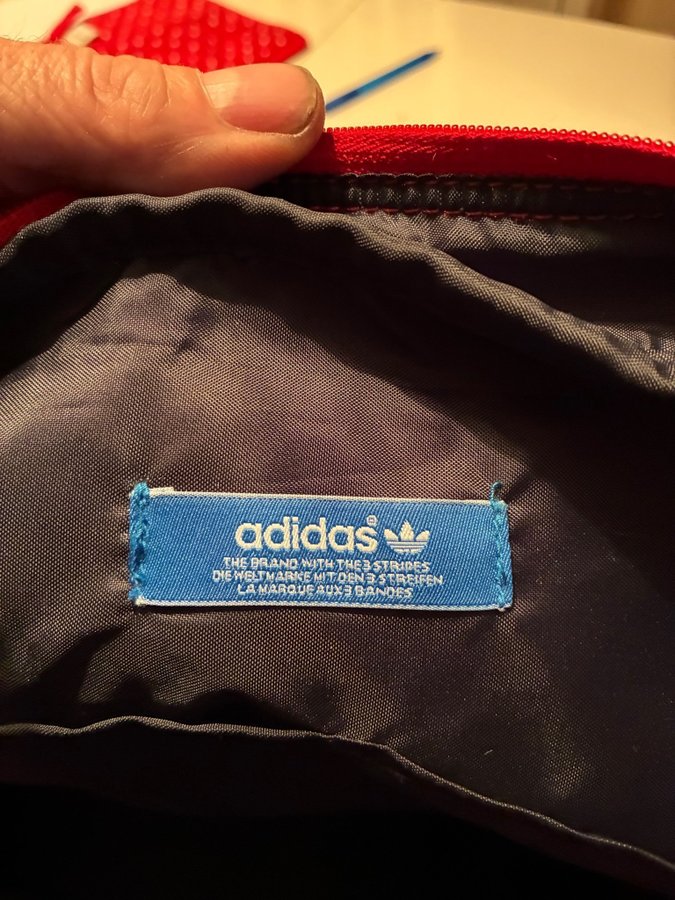 adidas®
THE BRAND WITH THE 3 STRIPES
DIE WELTMARKE MIT DEN 3 STREIFEN
LA MARQUE AUX 3 BANDES